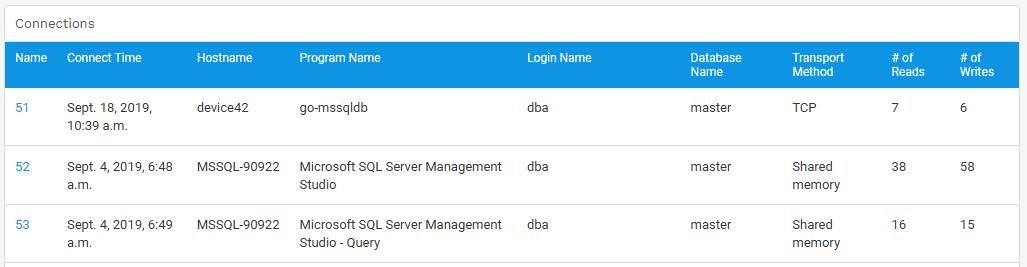 Connections
Name Connect Time Hostname Program Name Login Name Database Name Transport Method # of Reads # of Writes
51 Sept. 18, 2019, 10:39 a.m. device42 go-mssqldb dba master TCP 7 6
52 Sept. 4, 2019, 6:48 a.m. MSSQL-90922 Microsoft SQL Server Management Studio dba master Shared memory 38 58
53 Sept. 4, 2019, 6:49 a.m. MSSQL-90922 Microsoft SQL Server Management Studio - Query dba master Shared memory 16 15